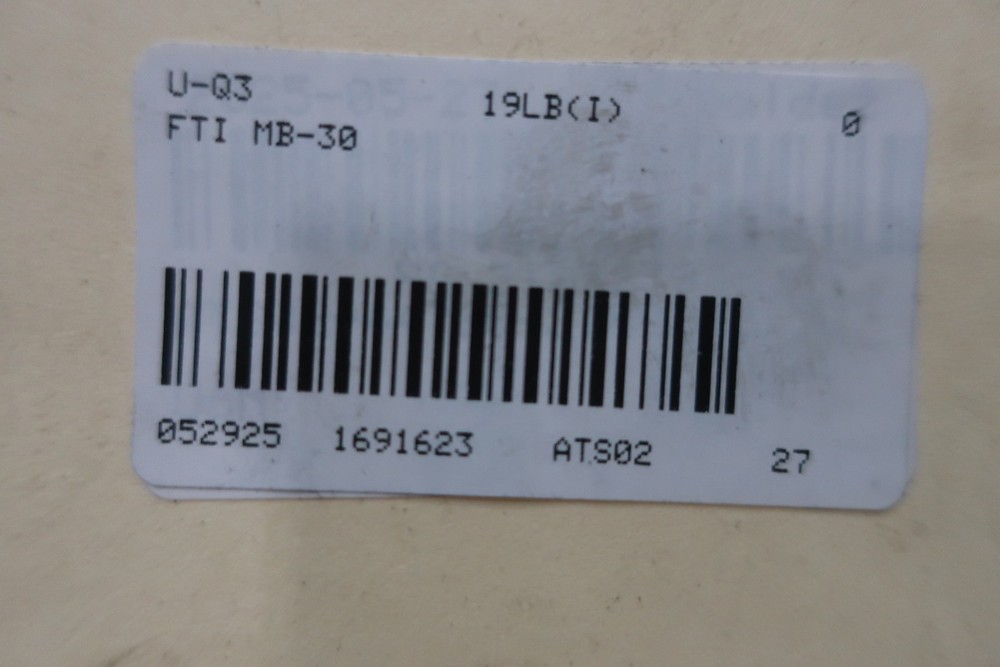 U-Q3 19LB(I) 0
FTI MB-30
052925 1691623 ATS02 27